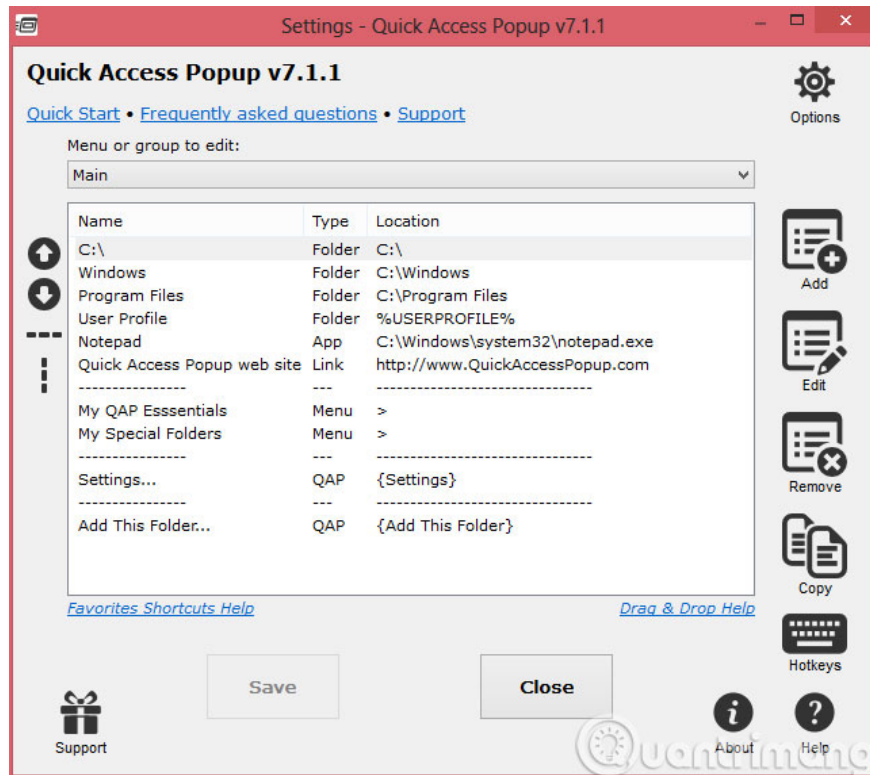 Settings - Quick Access Popup v7.1.1
Quick Access Popup v7.1.1
Quick Start • Frequently asked questions • Support
Options
Menu or group to edit:
Main
Name Type Location
C:\ Folder C:\
Windows Folder C:\Windows
Program Files Folder C:\Program Files
User Profile Folder %USERPROFILE%
Notepad App C:\Windows\system32\notepad.exe
Quick Access Popup web site Link http://www.QuickAccessPopup.com
---------------- --- --------------------------------
My QAP Esssentials Menu >
My Special Folders Menu >
---------------- --- --------------------------------
Settings... QAP {Settings}
---------------- --- --------------------------------
Add This Folder... QAP {Add This Folder}
Add
Edit
Remove
Copy
Hotkeys
Favorites Shortcuts Help Drag & Drop Help
Save Close
Support About Help
Quantrimang